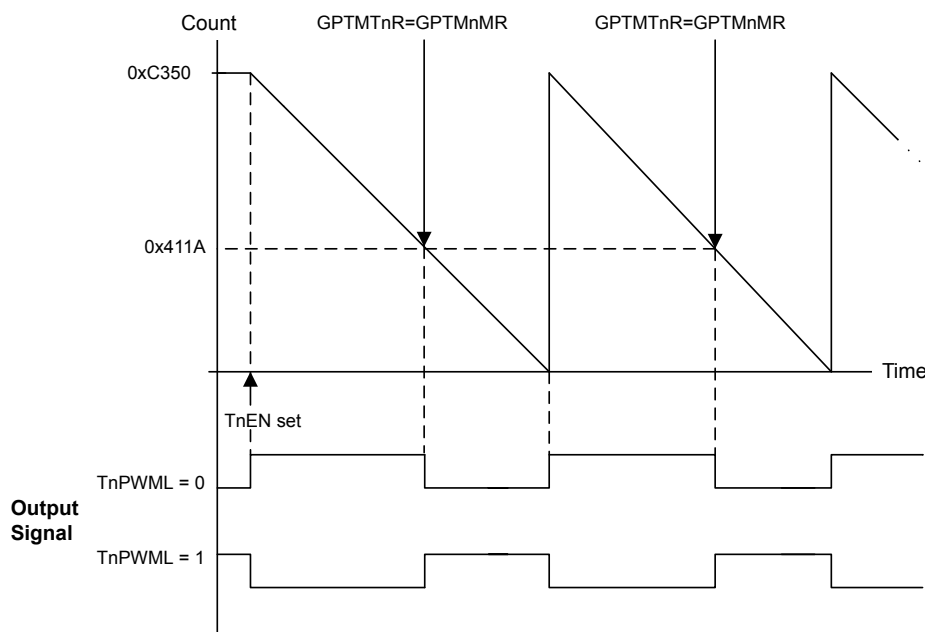 Count
GPTMTnR=GPTMnMR
GPTMTnR=GPTMnMR
0xC350
0x411A
Time
TnEN set
TnPWML = 0
Output
Signal
TnPWML = 1